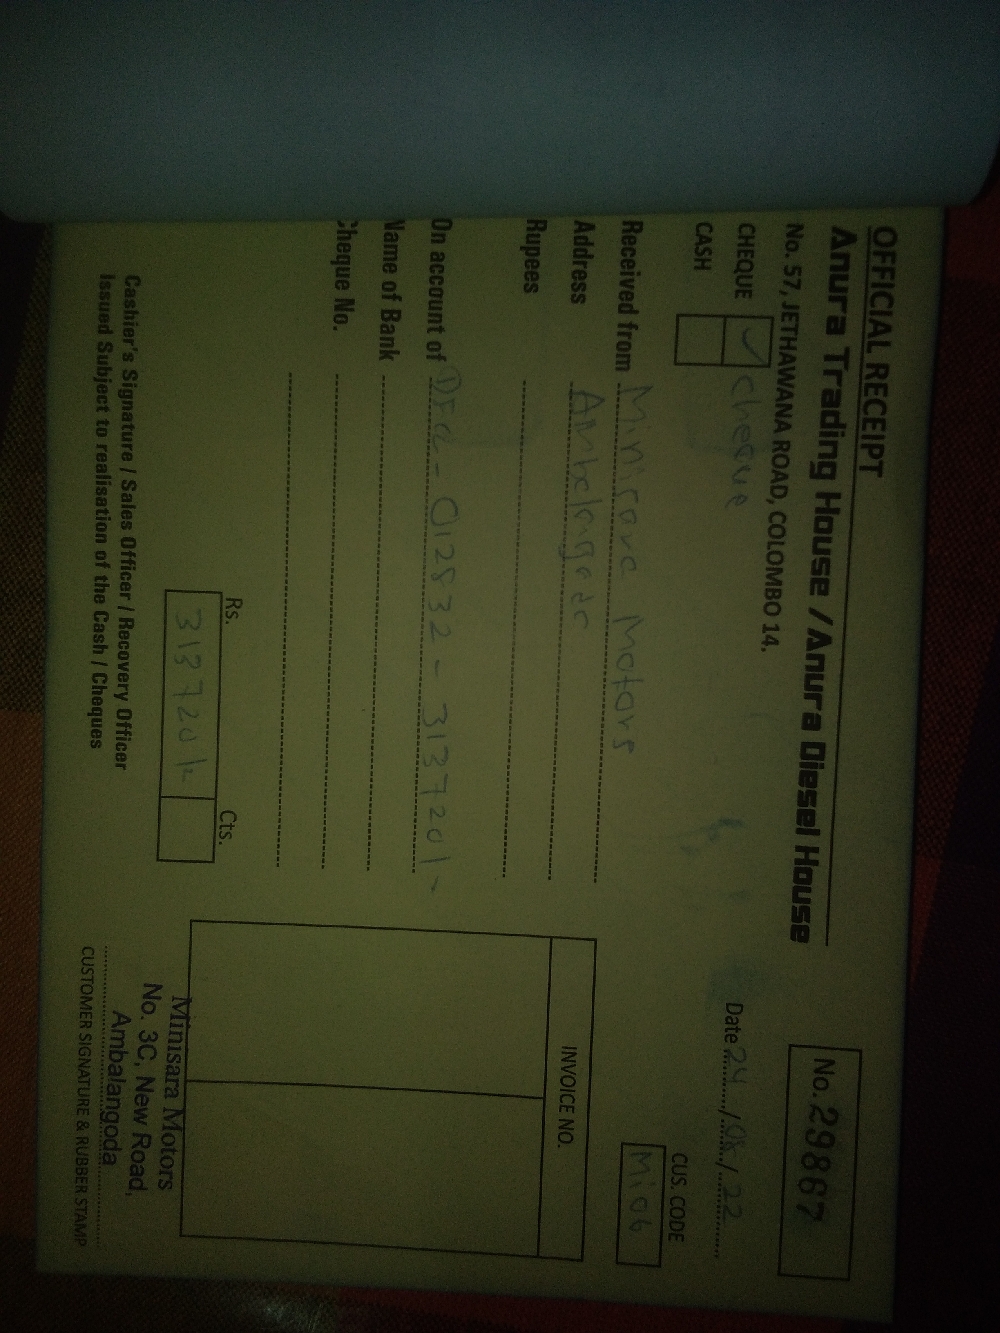 OFFICIAL RECEIPT
Anura Trading House / Anura Diesel House
No. 57, JETHAWANA ROAD, COLOMBO 14.
No. 29867
CHEQUE ✓ cheque
CASH
Date 24/08/22
CUS. CODE
Mi06
Received from Minisara Motors
Address Ambalangoda
Rupees
On account of 012832 - 313720/-
Name of Bank
Cheque No.
INVOICE NO.
Rs. Cts.
313720/-
Cashier's Signature / Sales Officer / Recovery Officer
Issued Subject to realisation of the Cash / Cheques
Minisara Motors
No. 3C, New Road,
Ambalangoda
CUSTOMER SIGNATURE & RUBBER STAMP